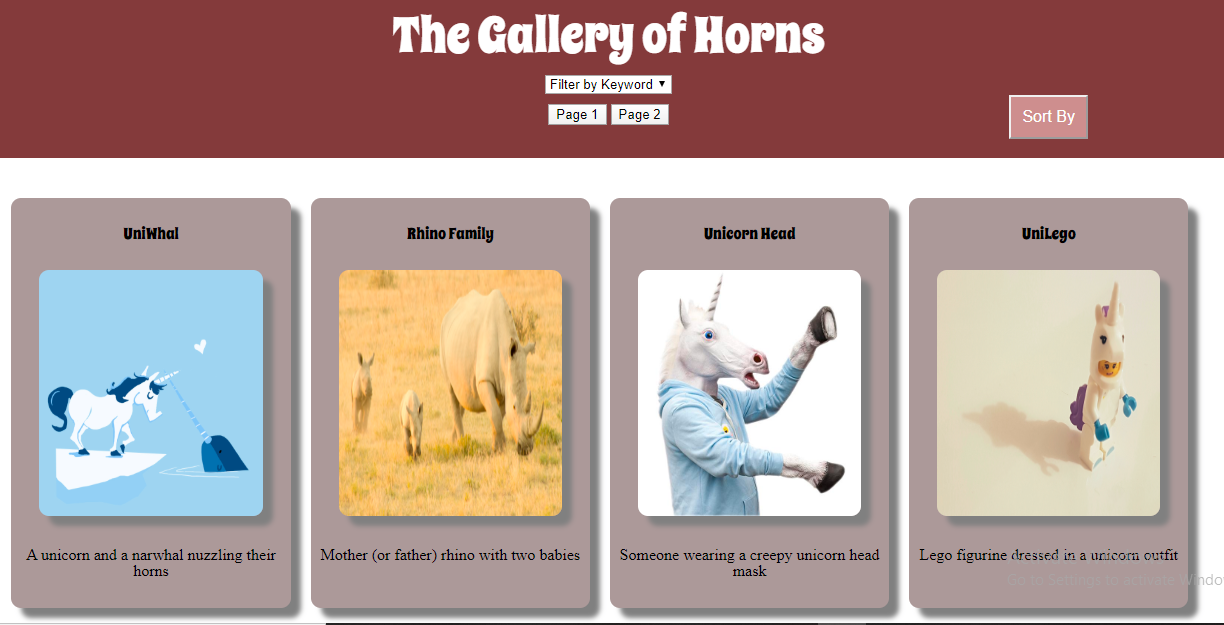 The Gallery of Horns
Filter by Keyword
Page 1 Page 2
Sort By
UniWhal
Rhino Family
Unicorn Head
UniLego
A unicorn and a narwhal nuzzling their
horns
Mother (or father) rhino with two babies
Someone wearing a creepy unicorn head
mask
Lego figurine dressed in a unicorn outfit
Go to Settings to activate Windo